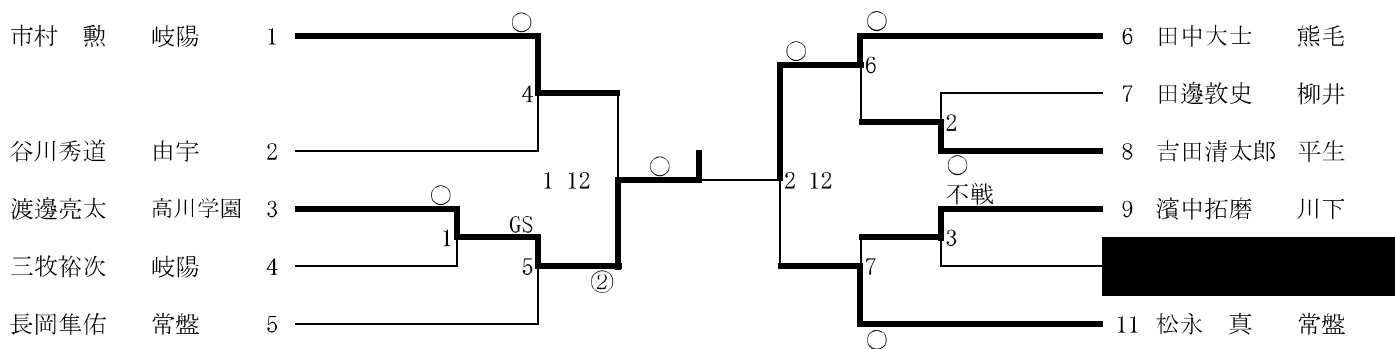 市村　勲　岐陽　1
谷川秀道　由宇　2
渡邊亮太　高川学園　3
三牧裕次　岐陽　4
長岡隼佑　常盤　5
○
4
○
1
GS
5
②
1 12
○
○
2 12
○
6
2
○
不戦
3
7
○
6　田中大士　熊毛
7　田邊敦史　柳井
8　吉田清太郎　平生
9　濱中拓磨　川下
11　松永　真　常盤